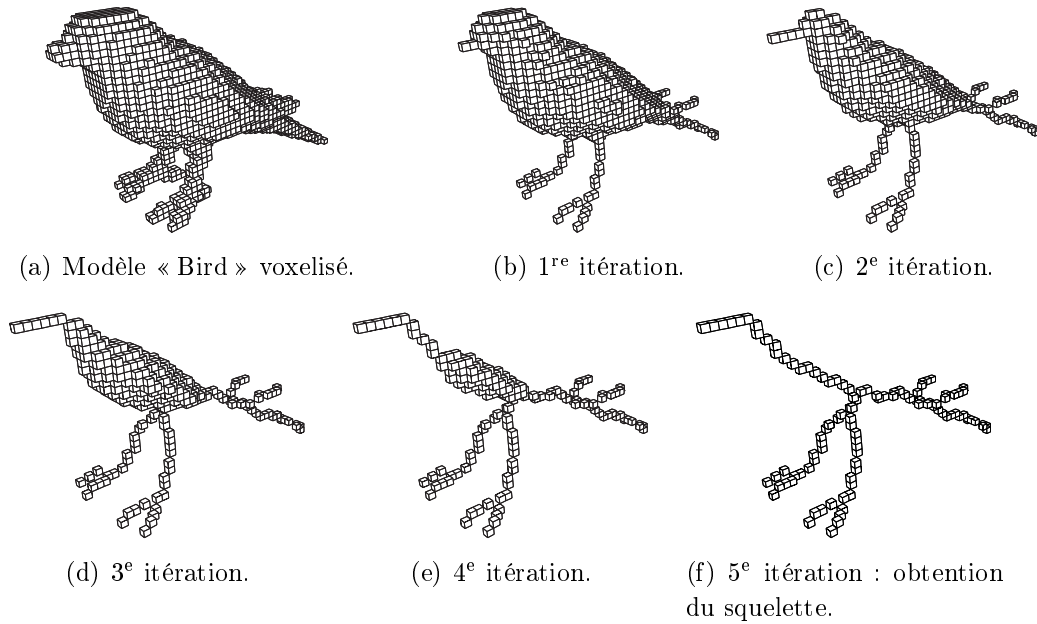 (a) Modèle « Bird » voxelisé.
(b) 1re itération.
(c) 2e itération.
(d) 3e itération.
(e) 4e itération.
(f) 5e itération : obtention
du squelette.